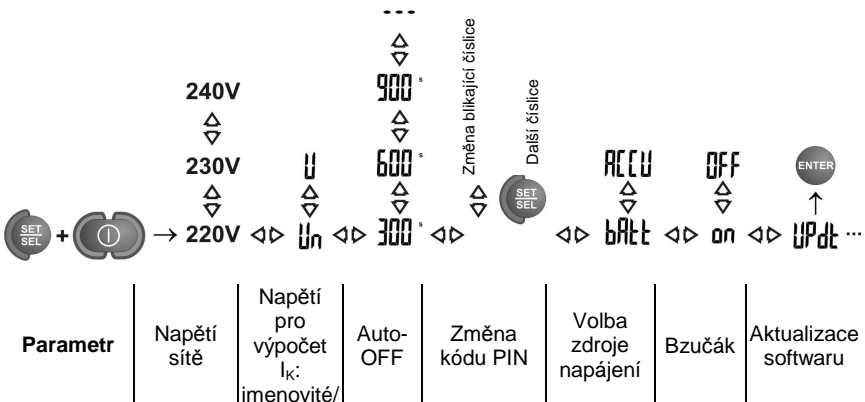 ---
900 s
240V
600 s
Změna blikající číslice
Další číslice
230V
U
ACCU
OFF
ENTER
SET
SEL
+
→ 220V
Un
300 s
SET
SEL
bAtt
on
UPdt ...
Parametr
Napětí
sítě
Napětí
pro
výpočet
IK:
jmenovité/
Auto-
OFF
Změna
kódu PIN
Volba
zdroje
napájení
Bzučák
Aktualizace
softwaru